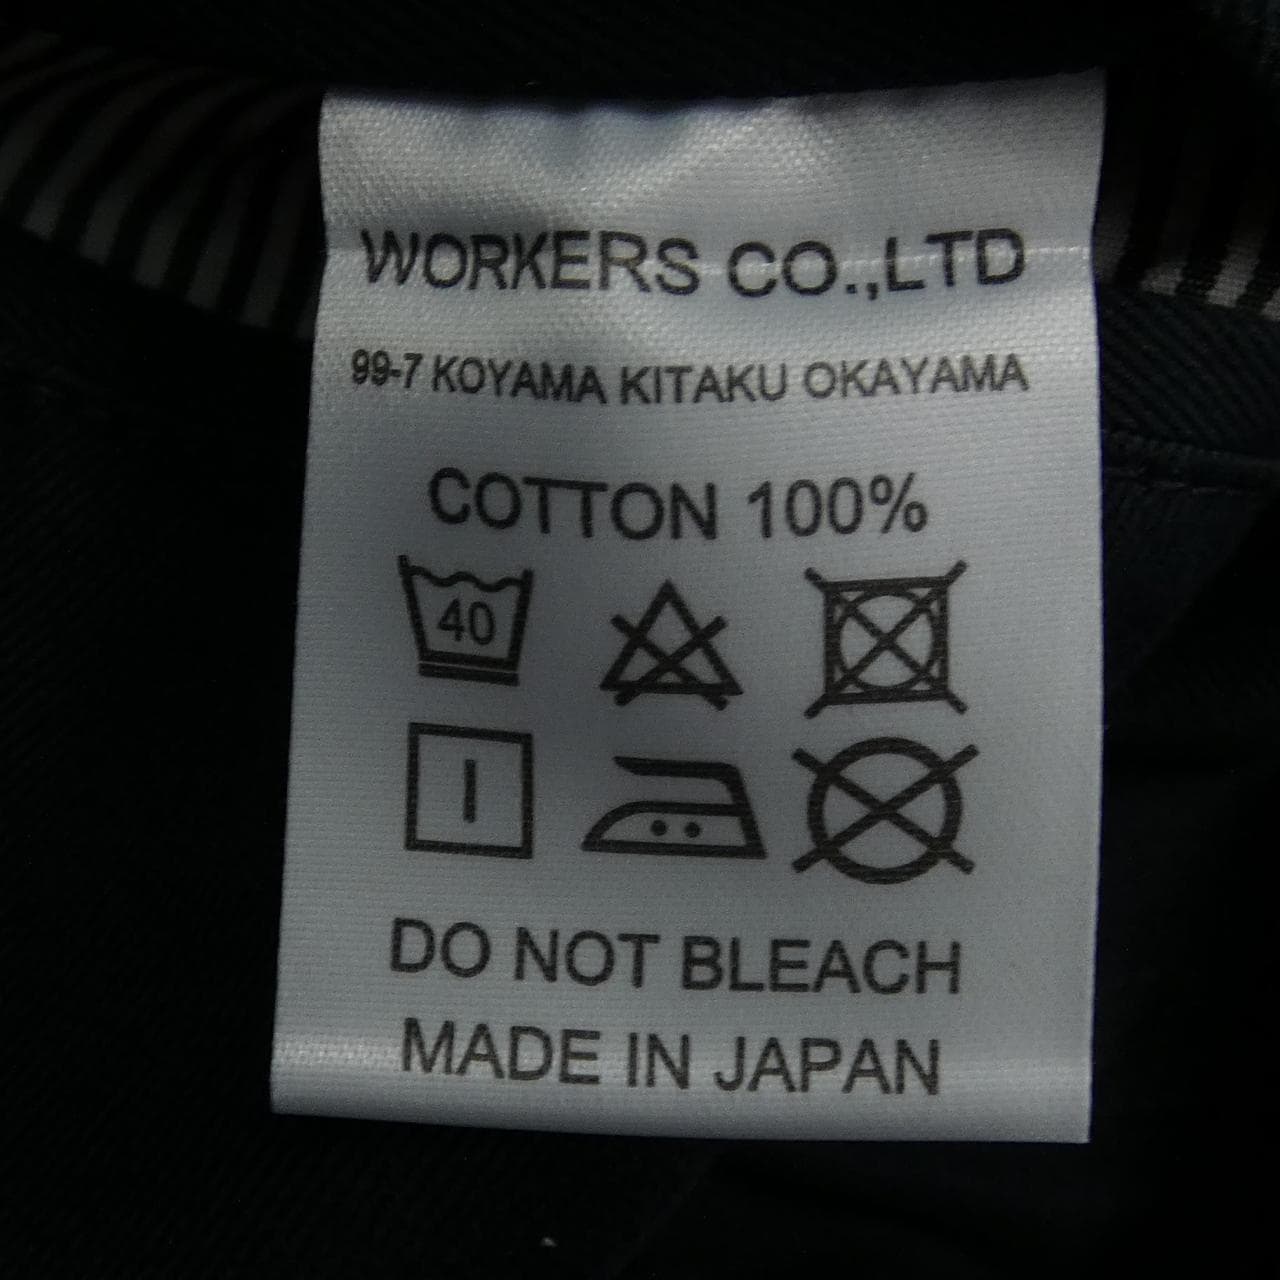 WORKERS CO.,LTD
99-7 KOYAMA KITAKU OKAYAMA
COTTON 100%
40
DO NOT BLEACH
MADE IN JAPAN